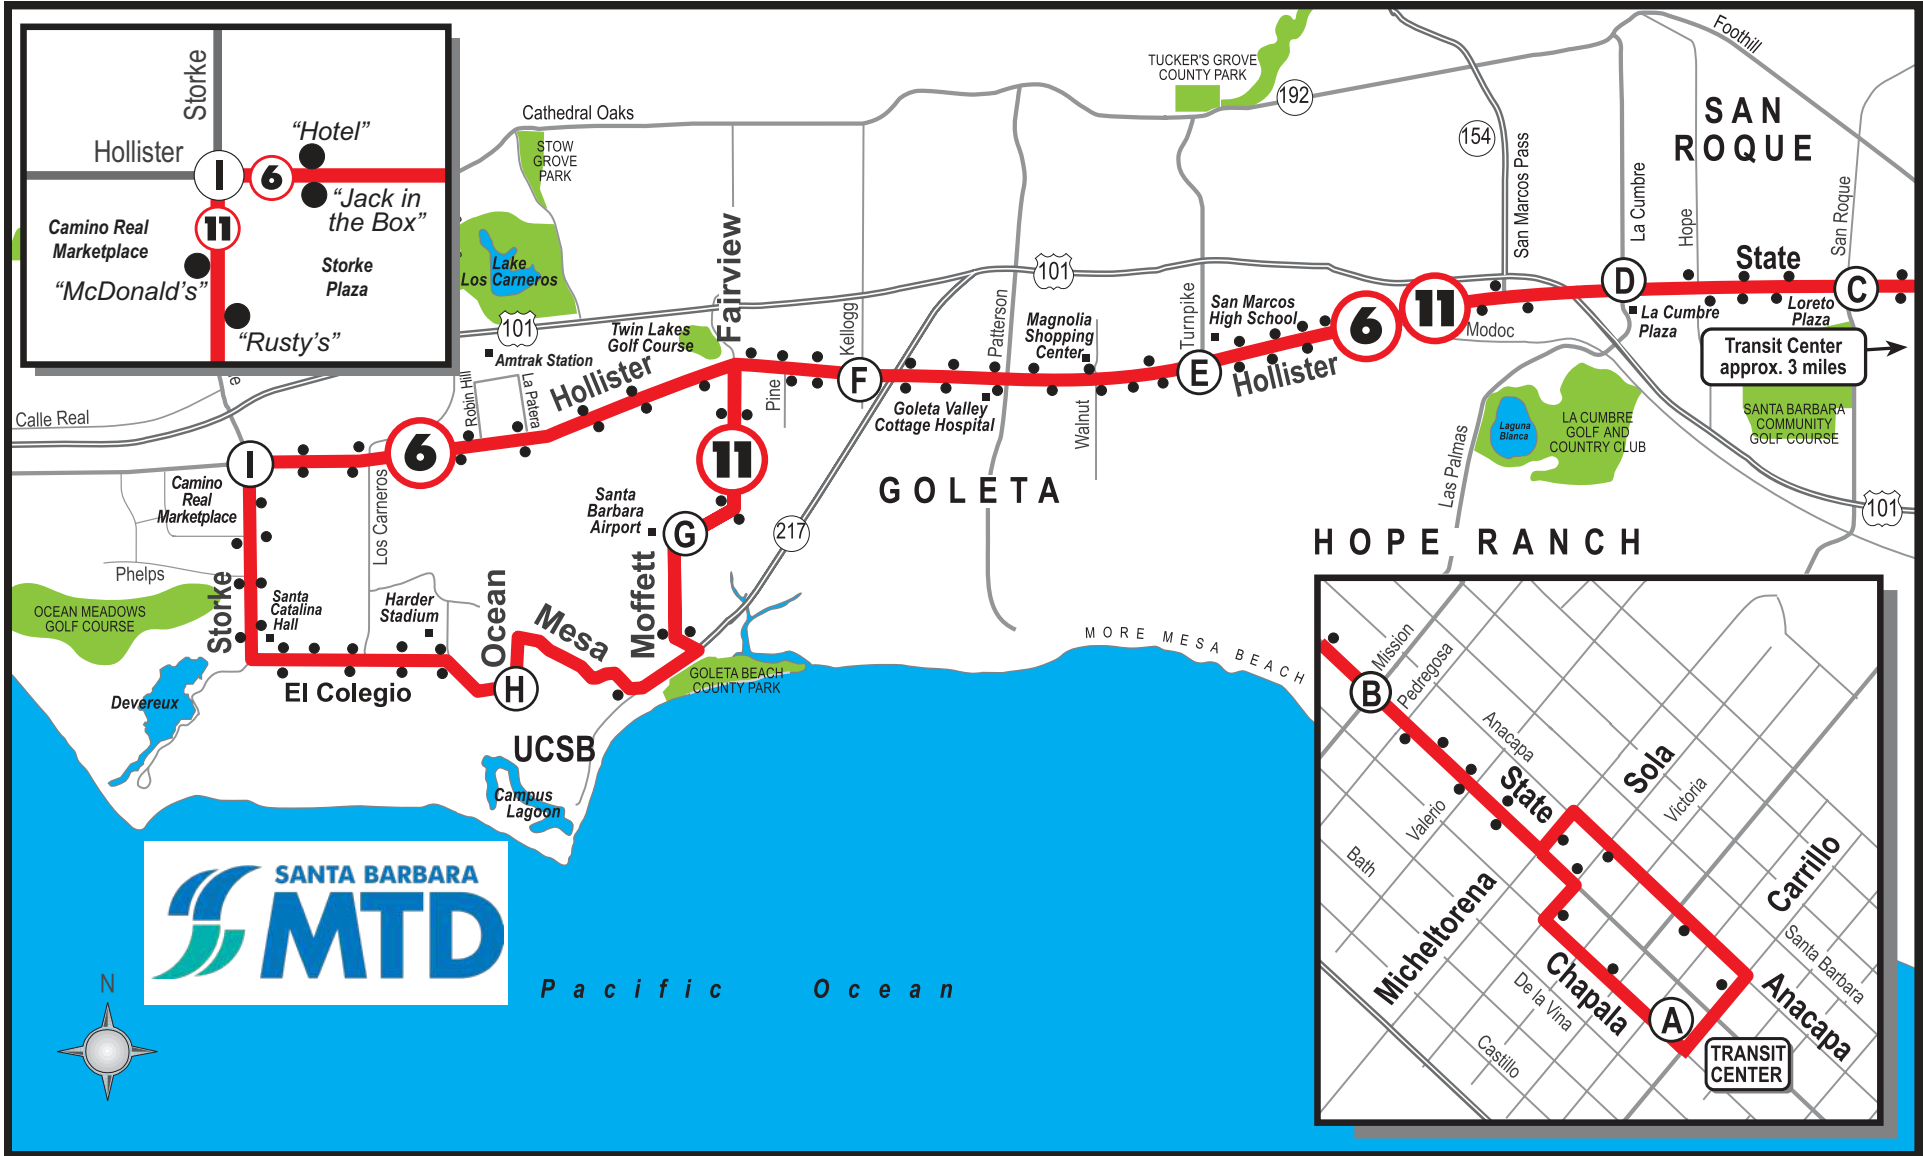 Storke
Hollister
"Hotel"
I
6
11
"Jack in
the Box"
Camino Real
Marketplace
"McDonald's"
Storke
Plaza
"Rusty's"
Cathedral Oaks
STOW
GROVE
PARK
Lake
Los Carneros
101
Amtrak Station
Twin Lakes
Golf Course
Fairview
Hollister
Robin Hill
La Patera
Pine
Kellogg
F
TUCKER'S GROVE
COUNTY PARK
192
154
101
Patterson
Magnolia
Shopping
Center
Turnpike
San Marcos
High School
E
Hollister
Walnut
Goleta Valley
Cottage Hospital
6
11
San Marcos Pass
Modoc
La Cumbre
Hope
Foothill
SAN
ROQUE
San Roque
State
D
C
La Cumbre
Plaza
Loreto
Plaza
Transit Center
approx. 3 miles
SANTA BARBARA
COMMUNITY
GOLF COURSE
LA CUMBRE
GOLF AND
COUNTRY CLUB
Laguna
Blanca
Las Palmas
101
Calle Real
I
6
11
Camino
Real
Marketplace
Los Carneros
Santa
Barbara
Airport
G
217
GOLETA
HOPE RANCH
Phelps
OCEAN MEADOWS
GOLF COURSE
Storke
Santa
Catalina
Hall
Harder
Stadium
Ocean
Mesa
Moffett
H
El Colegio
Devereux
UCSB
Campus
Lagoon
GOLETA BEACH
COUNTY PARK
MORE MESA BEACH
SANTA BARBARA
MTD
N
Pacific Ocean
Mission
B
Pedregosa
Anacapa
State
Sola
Victoria
Valerio
Bath
Micheltorena
Carrillo
Santa Barbara
Chapala
De la Vina
Castillo
A
Anacapa
TRANSIT
CENTER